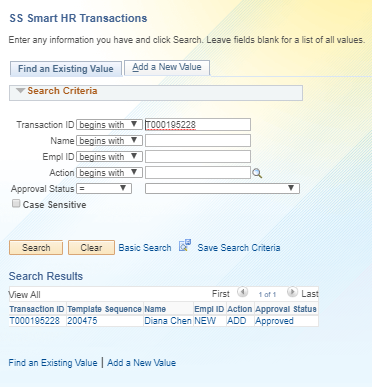 SS Smart HR Transactions
Enter any information you have and click Search. Leave fields blank for a list of all values.
Find an Existing Value
Add a New Value
Search Criteria
Transaction ID begins with T000195228
Name begins with
Empl ID begins with
Action begins with
Approval Status =
Case Sensitive
Search Clear Basic Search Save Search Criteria
Search Results
View All First 1 of 1 Last
Transaction ID Template Sequence Name Empl ID Action Approval Status
T000195228 200475 Diana Chen NEW ADD Approved
Find an Existing Value | Add a New Value